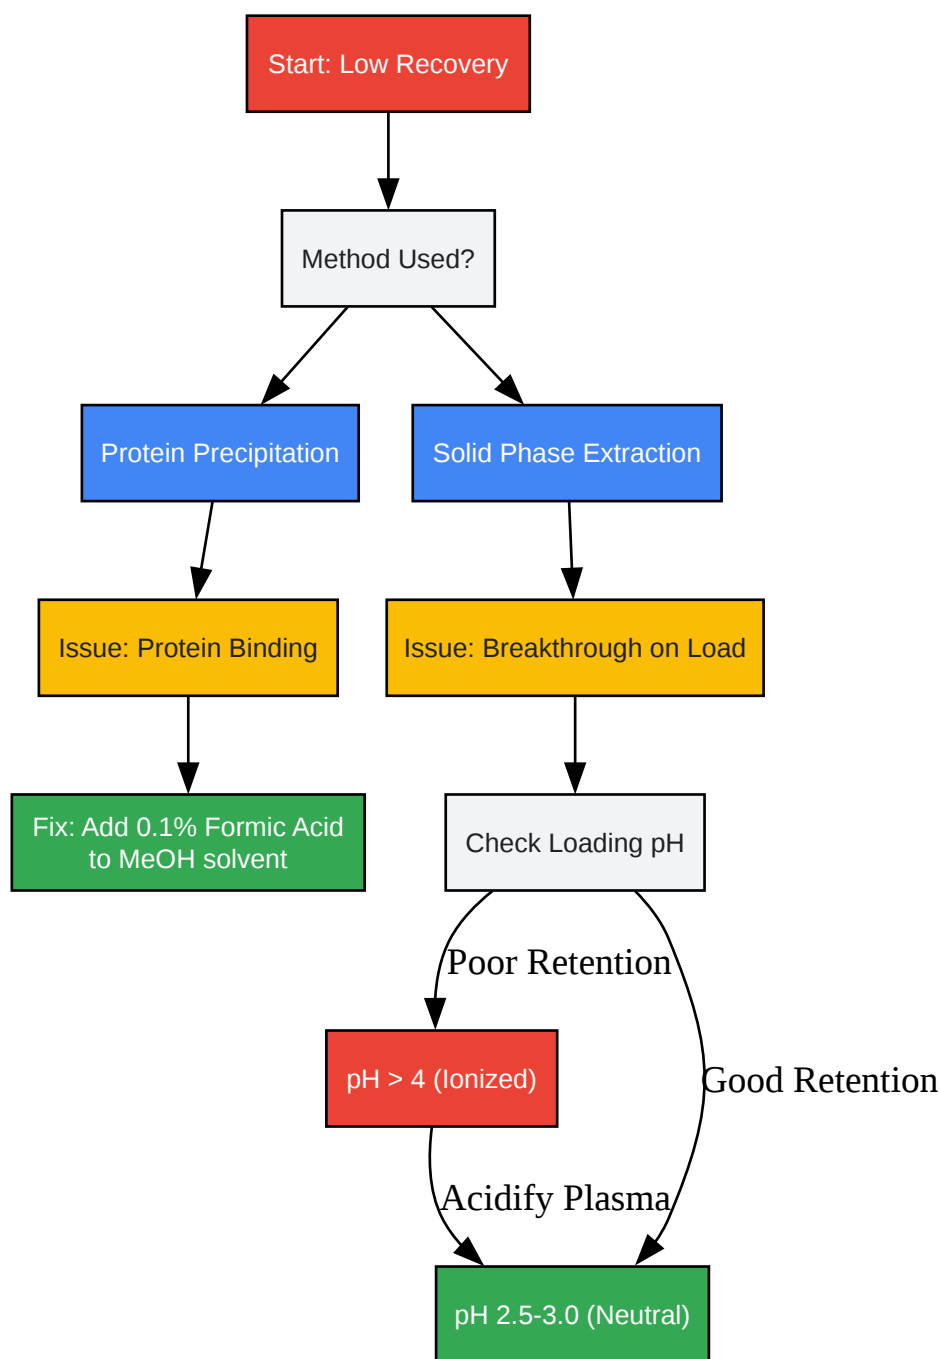 Start: Low Recovery
Method Used?
Protein Precipitation
Solid Phase Extraction
Issue: Protein Binding
Issue: Breakthrough on Load
Fix: Add 0.1% Formic Acid
to MeOH solvent
Check Loading pH
Poor Retention
pH > 4 (Ionized)
Good Retention
Acidify Plasma
pH 2.5-3.0 (Neutral)